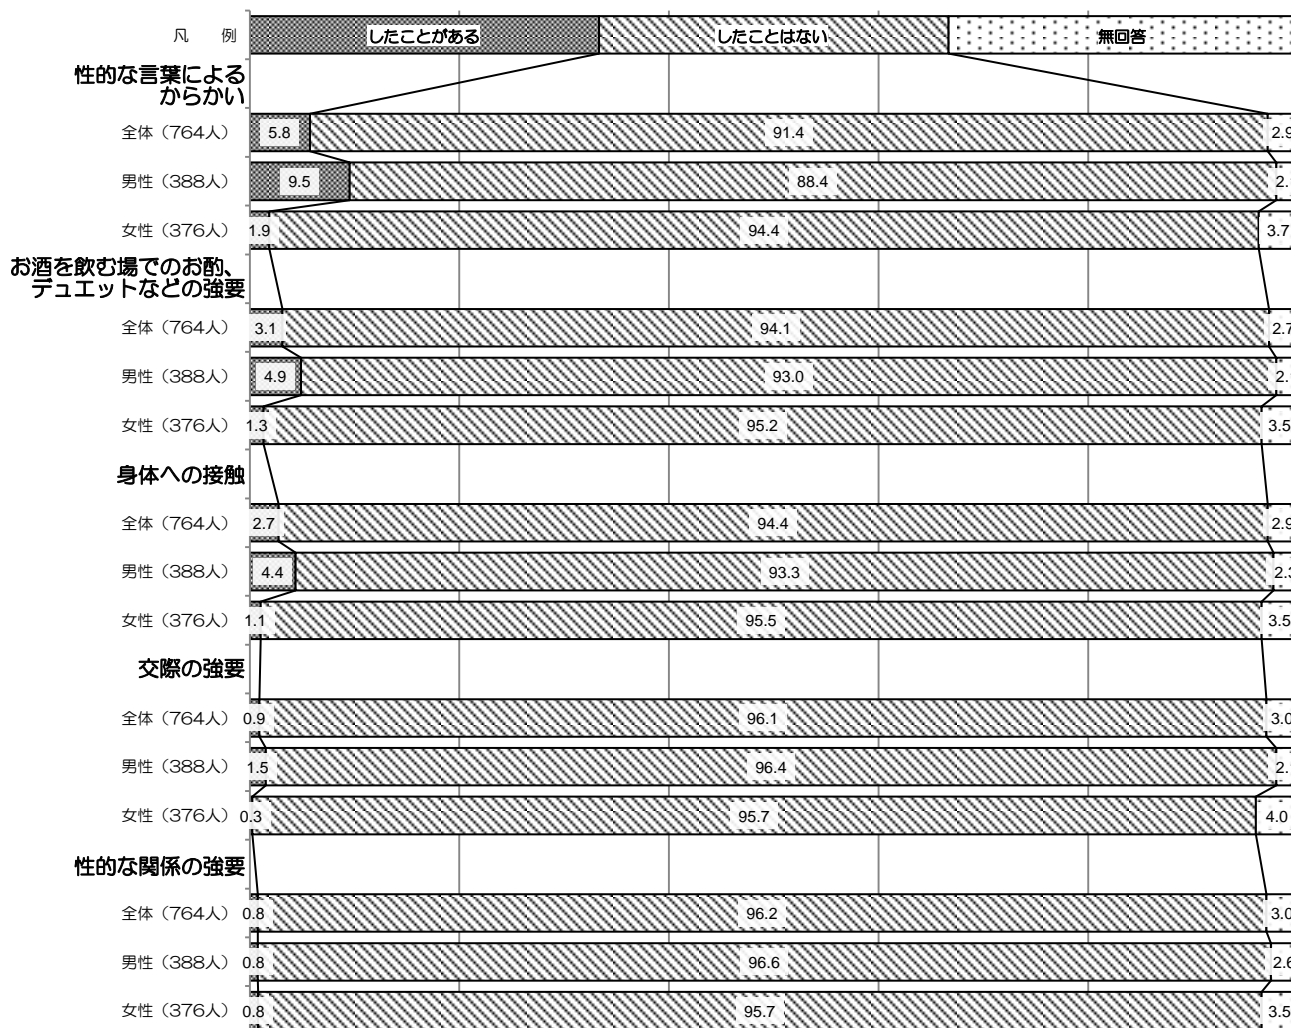 凡　例 したことがある したことはない 無回答
性的な言葉による
からかい
全体（764人） 5.8 91.4 2.9
男性（388人） 9.5 88.4 2.
女性（376人） 1.9 94.4 3.7
お酒を飲む場でのお酌、
デュエットなどの強要
全体（764人） 3.1 94.1 2.7
男性（388人） 4.9 93.0 2.
女性（376人） 1.3 95.2 3.5
身体への接触
全体（764人） 2.7 94.4 2.9
男性（388人） 4.4 93.3 2.3
女性（376人） 1.1 95.5 3.5
交際の強要
全体（764人） 0.9 96.1 3.0
男性（388人） 1.5 96.4 2.
女性（376人） 0.3 95.7 4.0
性的な関係の強要
全体（764人） 0.8 96.2 3.0
男性（388人） 0.8 96.6 2.6
女性（376人） 0.8 95.7 3.5